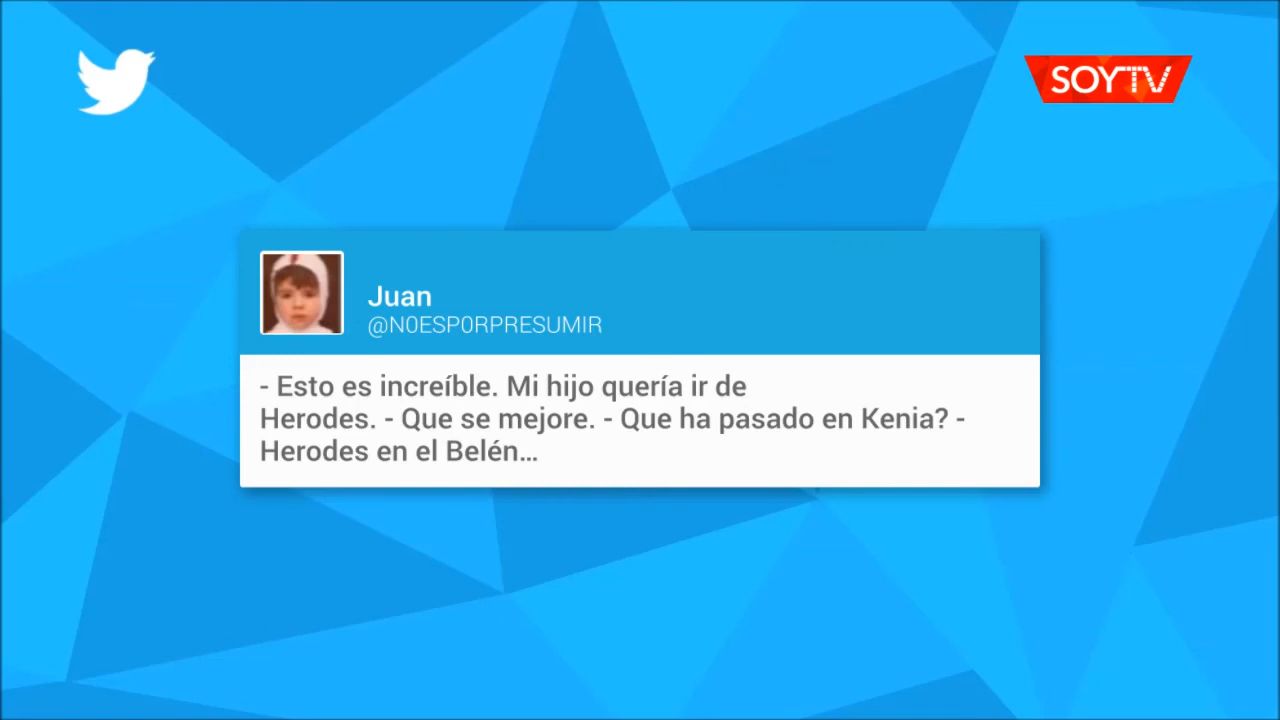 SOYTV
Juan
@N0ESP0RPRESUMIR
- Esto es increíble. Mi hijo quería ir de
Herodes. - Que se mejore. - Que ha pasado en Kenia? -
Herodes en el Belén...